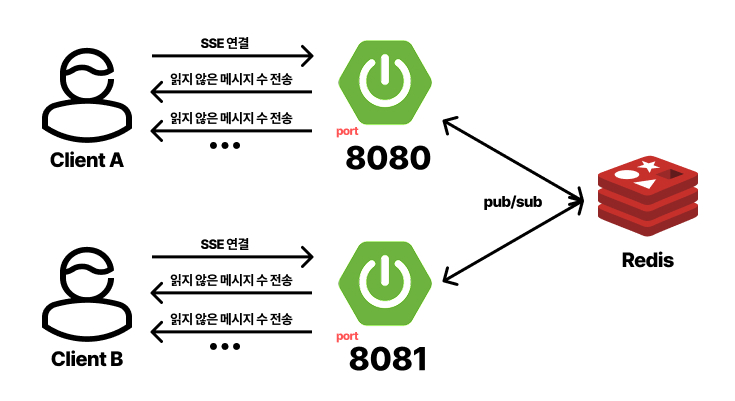 SSE 연결
읽지 않은 메시지 수 전송
읽지 않은 메시지 수 전송
Client A
port
8080
pub/sub
Redis
SSE 연결
읽지 않은 메시지 수 전송
읽지 않은 메시지 수 전송
Client B
port
8081